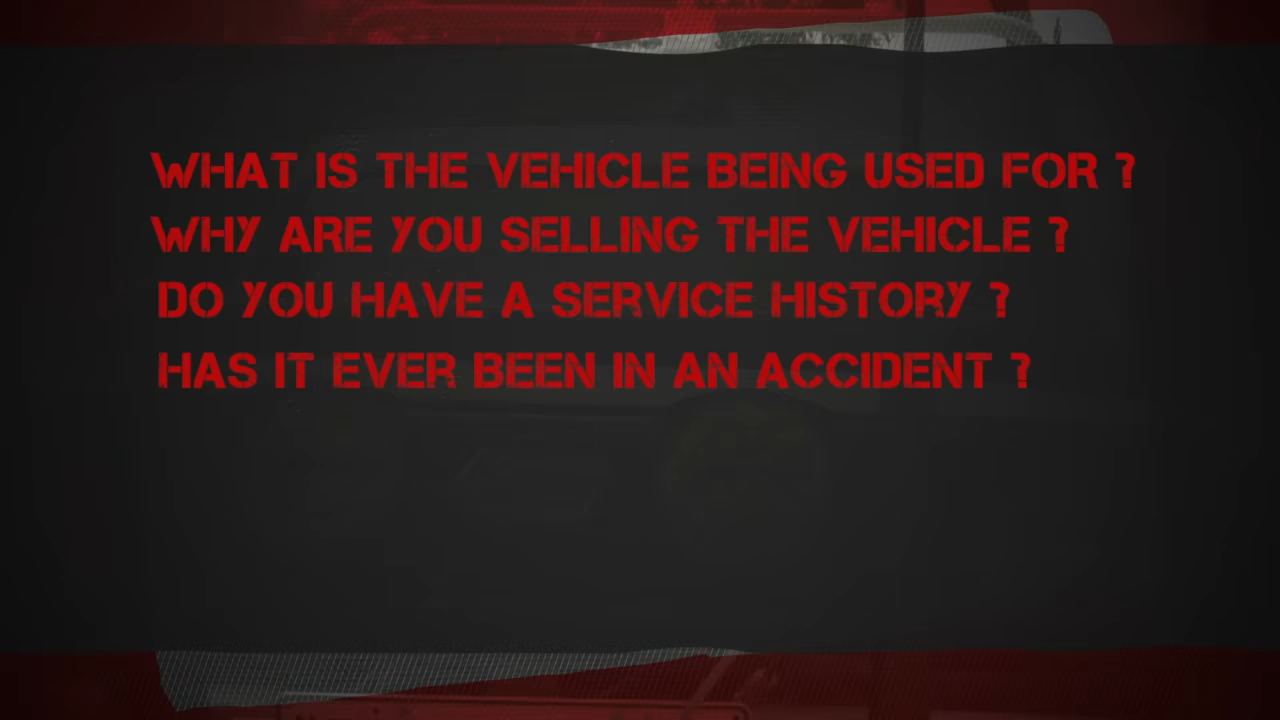 WHAT IS THE VEHICLE BEING USED FOR ?
WHY ARE YOU SELLING THE VEHICLE ?
DO YOU HAVE A SERVICE HISTORY ?
HAS IT EVER BEEN IN AN ACCIDENT ?